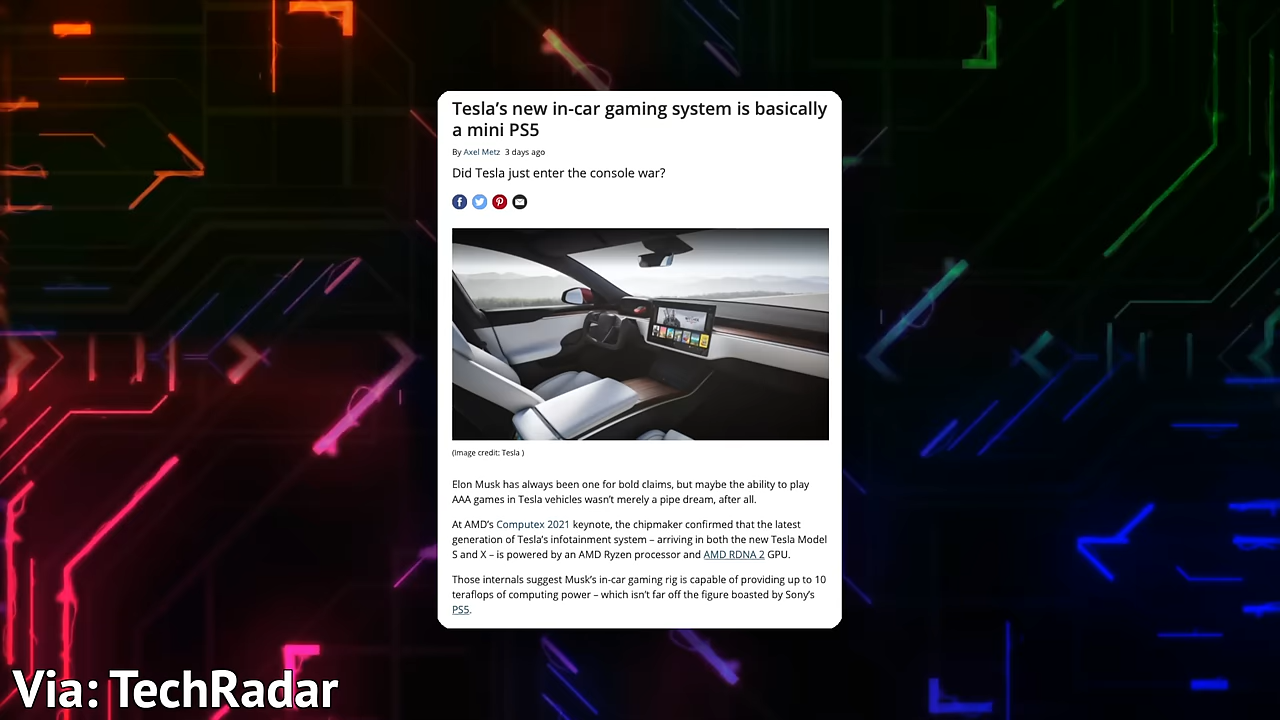 Tesla’s new in-car gaming system is basically
a mini PS5
By Axel Metz 3 days ago
Did Tesla just enter the console war?
(Image credit: Tesla )
Elon Musk has always been one for bold claims, but maybe the ability to play
AAA games in Tesla vehicles wasn’t merely a pipe dream, after all.
At AMD’s Computex 2021 keynote, the chipmaker confirmed that the latest
generation of Tesla’s infotainment system – arriving in both the new Tesla Model
S and X – is powered by an AMD Ryzen processor and AMD RDNA 2 GPU.
Those internals suggest Musk’s in-car gaming rig is capable of providing up to 10
teraflops of computing power – which isn’t far off the figure boasted by Sony’s
PS5.
Via: TechRadar